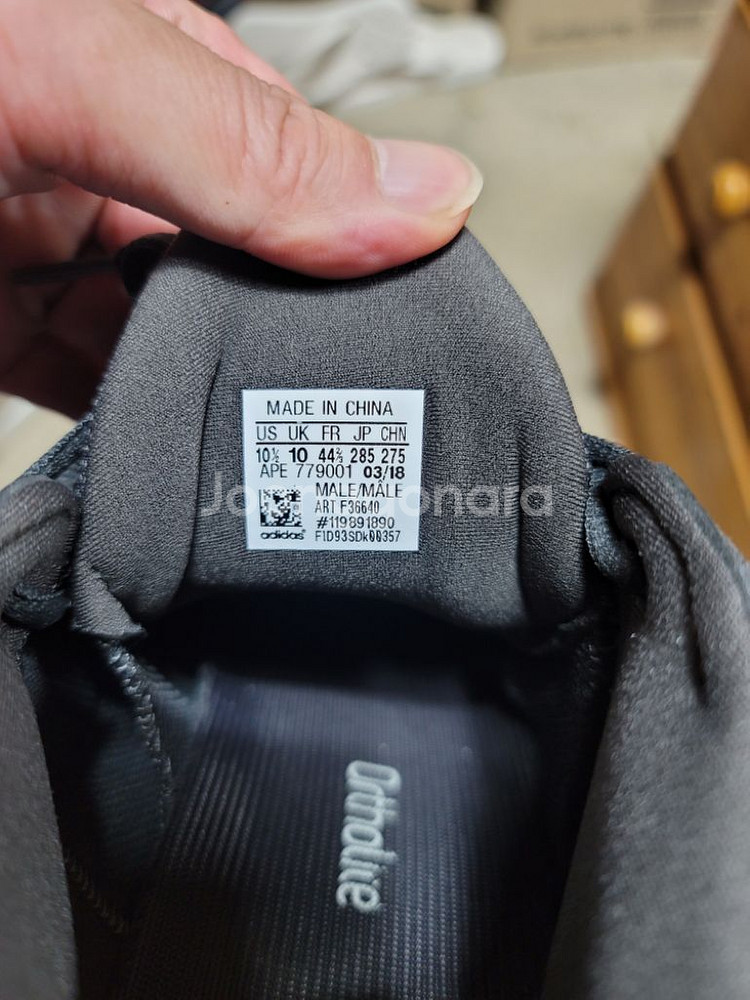 MADE IN CHINA
US UK FR JP CHN
10½ 10 44⅔ 285 275
APE 779001 03/18
MALE/MÂLE
ART F36640
#119891890
adidas® F1D93SDk00357
Ortholite